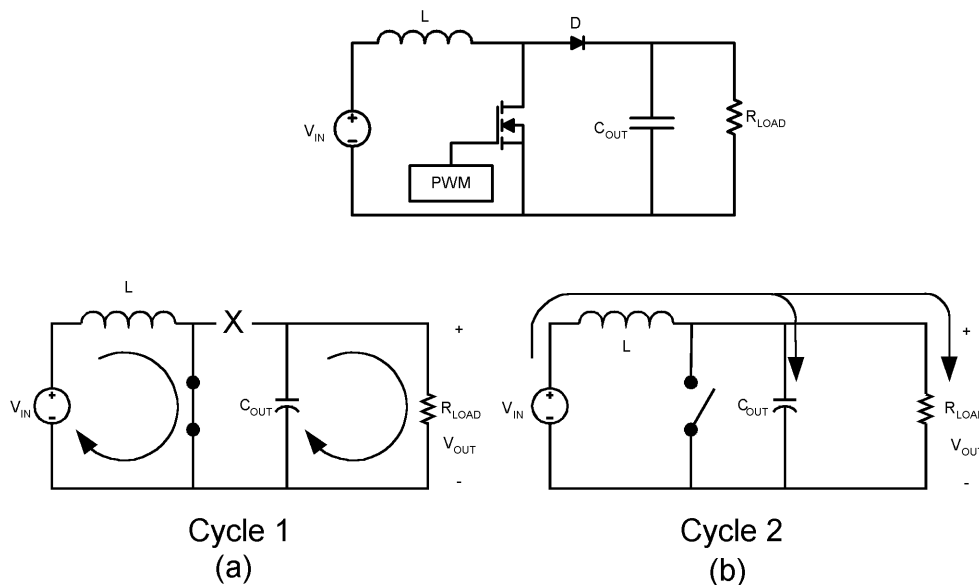 L
D
V_IN
+
-
PWM
C_OUT
R_LOAD
L
X
+
V_IN
+
-
C_OUT
R_LOAD
V_OUT
-
Cycle 1
(a)
L
+
V_IN
+
-
C_OUT
R_LOAD
V_OUT
-
Cycle 2
(b)